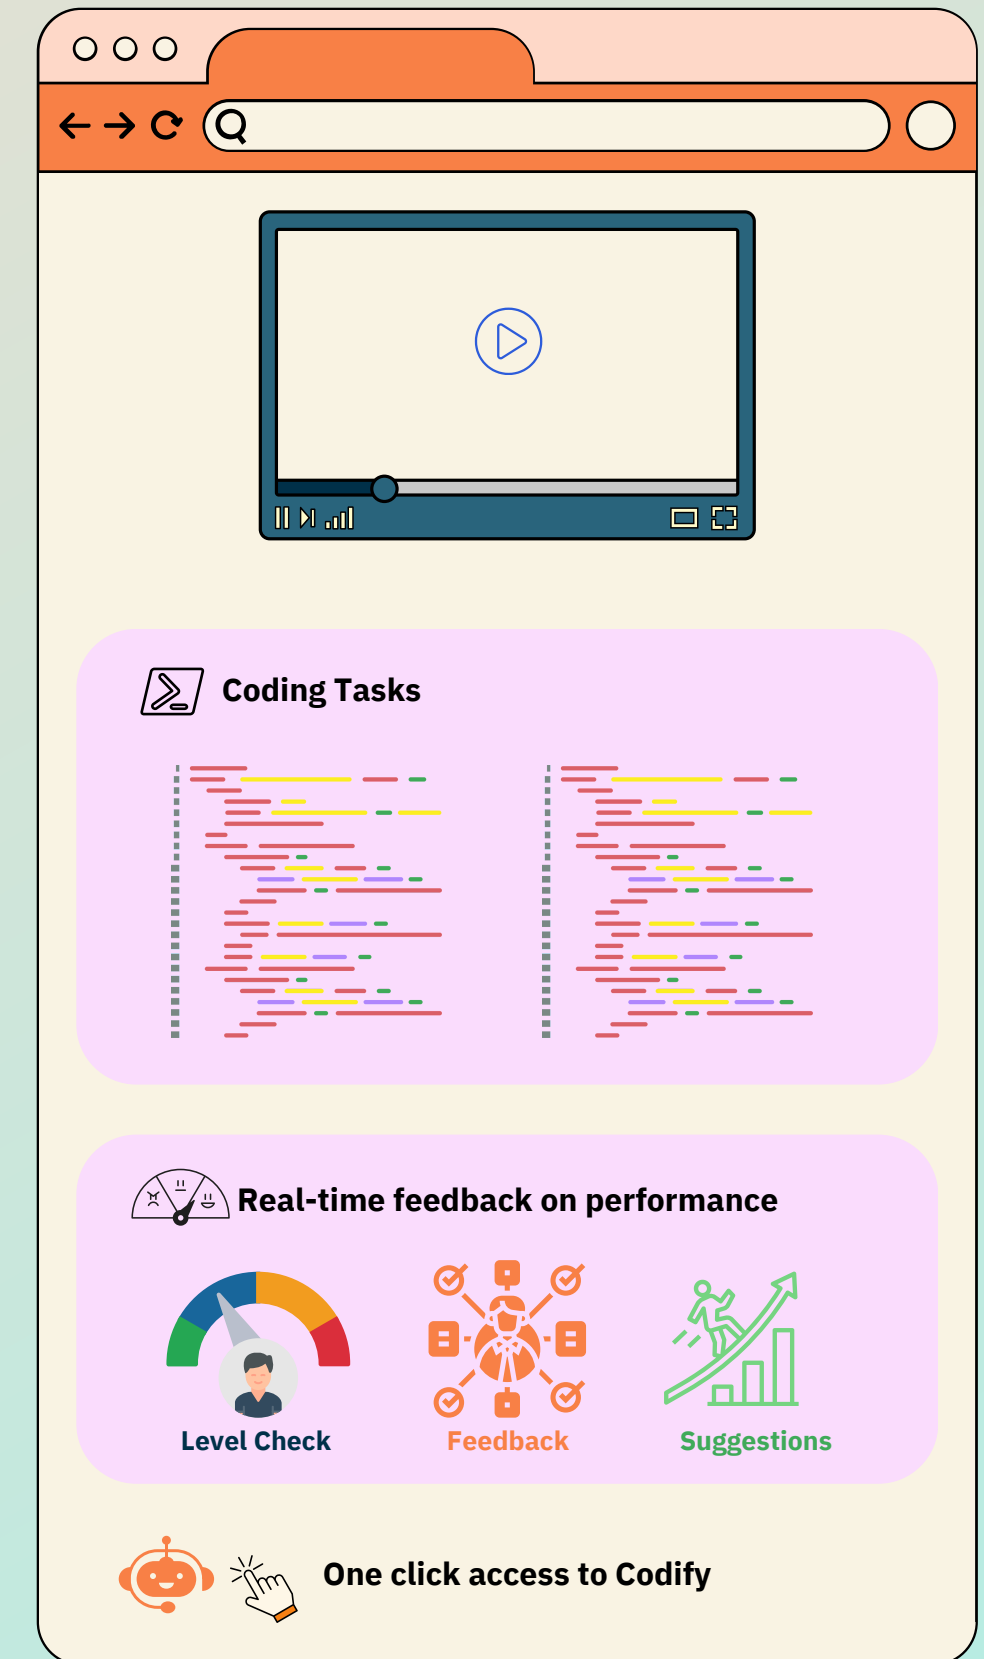 Coding Tasks
Real-time feedback on performance
Level Check
Feedback
Suggestions
One click access to Codify